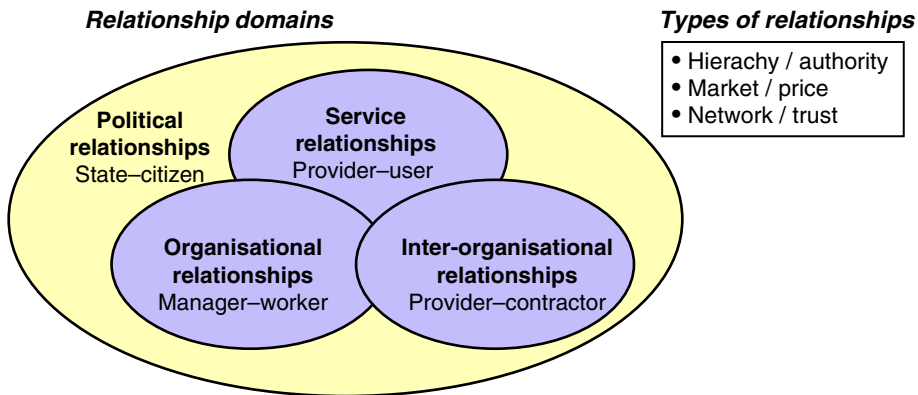 Relationship domains
Types of relationships
• Hierachy / authority
• Market / price
• Network / trust
Political
relationships
State–citizen
Service
relationships
Provider–user
Organisational
relationships
Manager–worker
Inter-organisational
relationships
Provider–contractor